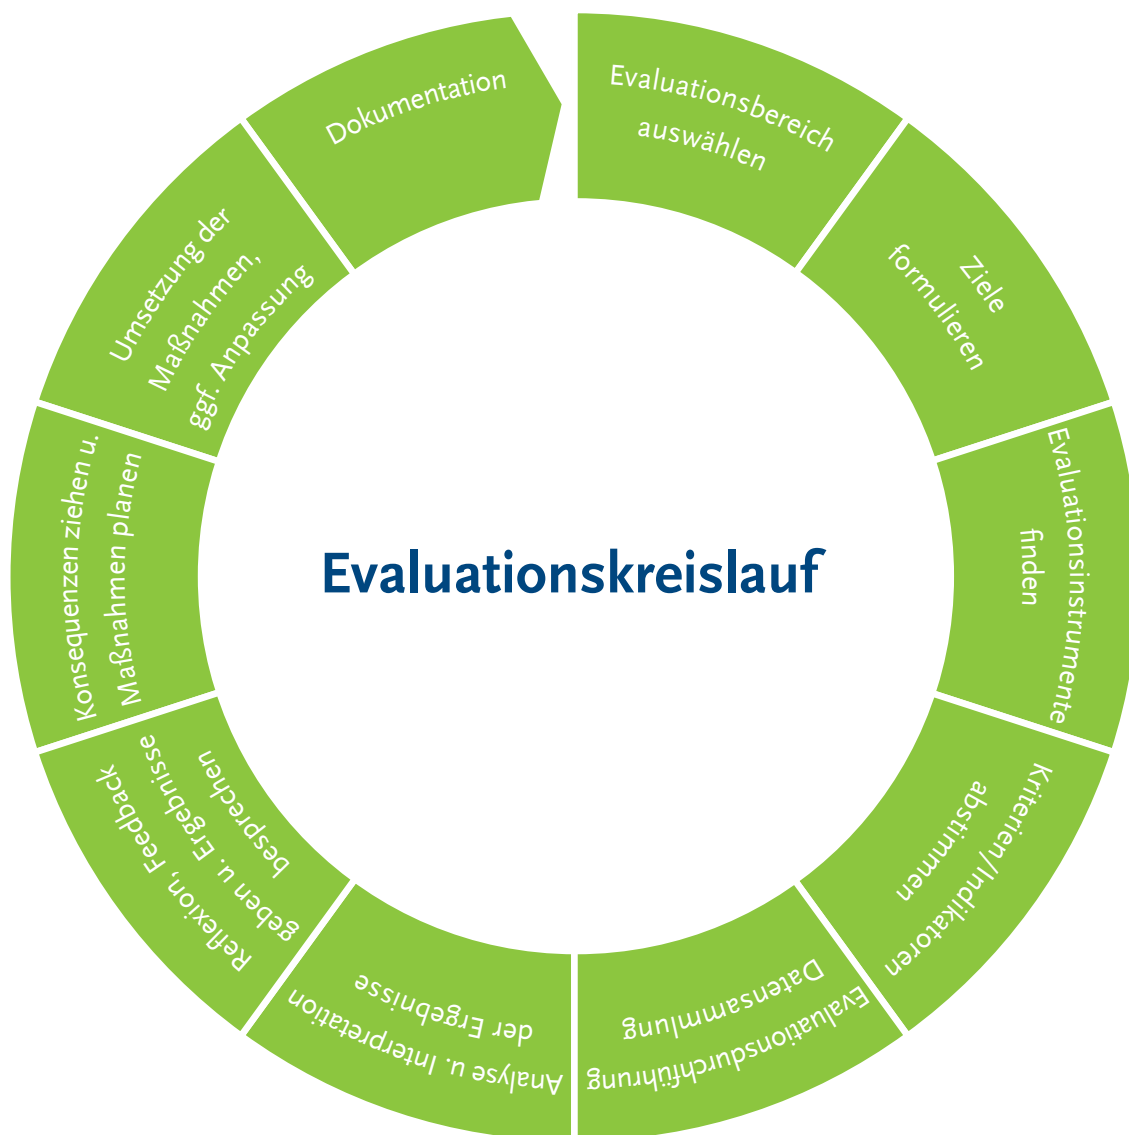 Evaluationsbereich
auswählen
Ziele
formulieren
Evaluationsinstrumente
finden
Kriterien/Indikatoren
abstimmen
Evaluationsdurchführung
Datensammlung
Analyse u. Interpretation
der Ergebnisse
Reflexion, Feedback
geben u. Ergebnisse
besprechen
Konsequenzen ziehen u.
Maßnahmen planen
Umsetzung der
Maßnahmen,
ggf. Anpassung
Dokumentation
Evaluationskreislauf